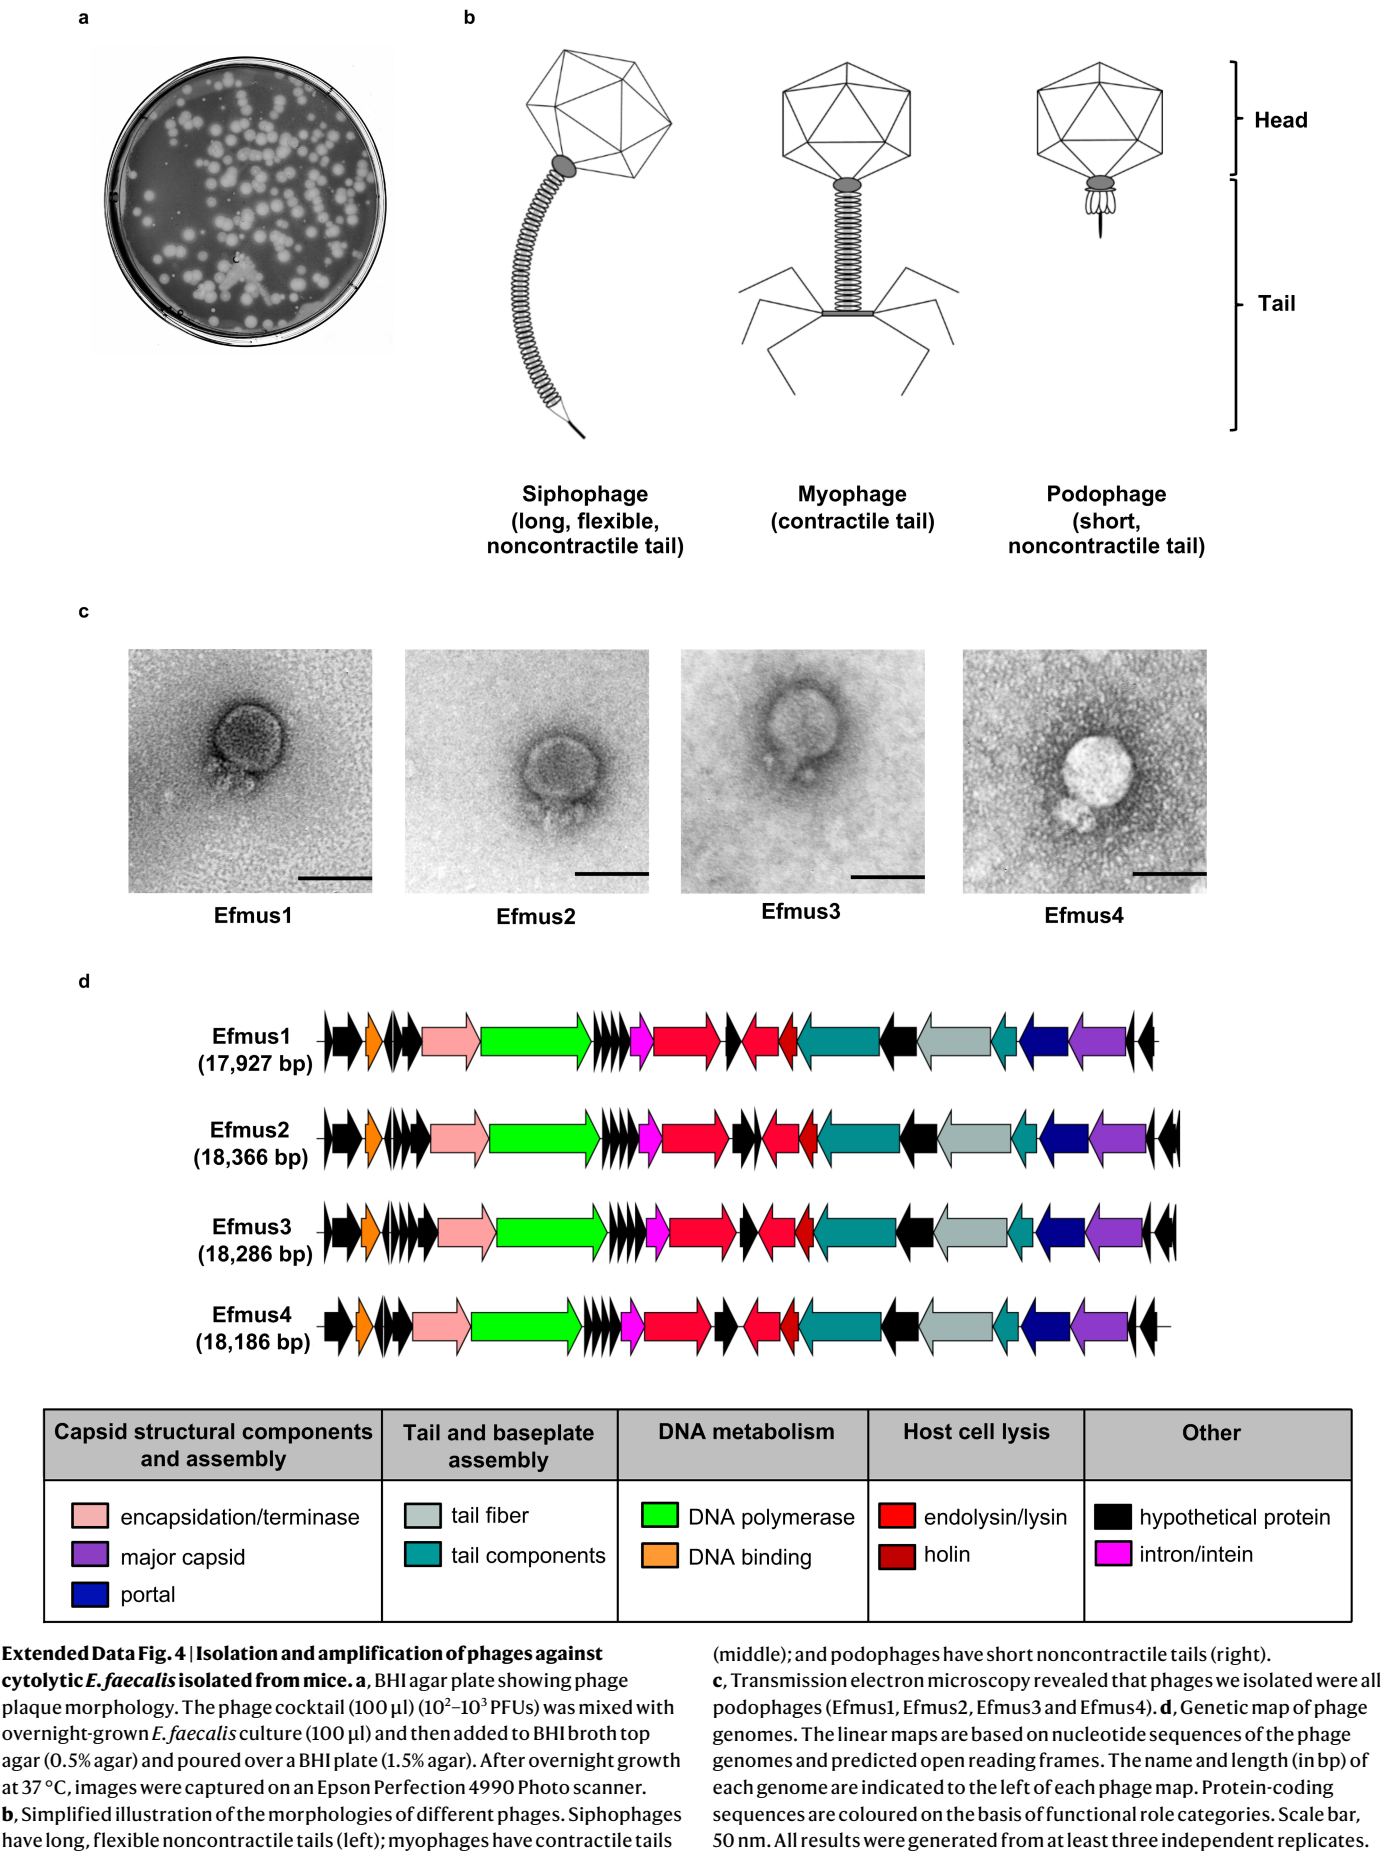 a
b
Head
Tail
Siphophage
(long, flexible,
noncontractile tail)
Myophage
(contractile tail)
Podophage
(short,
noncontractile tail)
c
Efmus1
Efmus2
Efmus3
Efmus4
d
Efmus1
(17,927 bp)
Efmus2
(18,366 bp)
Efmus3
(18,286 bp)
Efmus4
(18,186 bp)
Capsid structural components
and assembly
encapsidation/terminase
major capsid
portal
Tail and baseplate
assembly
tail fiber
tail components
DNA metabolism
DNA polymerase
DNA binding
Host cell lysis
endolysin/lysin
holin
Other
hypothetical protein
intron/intein
Extended Data Fig. 4 | Isolation and amplification of phages against
cytolytic E. faecalis isolated from mice. a, BHI agar plate showing phage
plaque morphology. The phage cocktail (100 µl) (10²–10³ PFUs) was mixed with
overnight-grown E. faecalis culture (100 µl) and then added to BHI broth top
agar (0.5% agar) and poured over a BHI plate (1.5% agar). After overnight growth
at 37 °C, images were captured on an Epson Perfection 4990 Photo scanner.
b, Simplified illustration of the morphologies of different phages. Siphophages
have long, flexible noncontractile tails (left); myophages have contractile tails
(middle); and podophages have short noncontractile tails (right).
c, Transmission electron microscopy revealed that phages we isolated were all
podophages (Efmus1, Efmus2, Efmus3 and Efmus4). d, Genetic map of phage
genomes. The linear maps are based on nucleotide sequences of the phage
genomes and predicted open reading frames. The name and length (in bp) of
each genome are indicated to the left of each phage map. Protein-coding
sequences are coloured on the basis of functional role categories. Scale bar,
50 nm. All results were generated from at least three independent replicates.